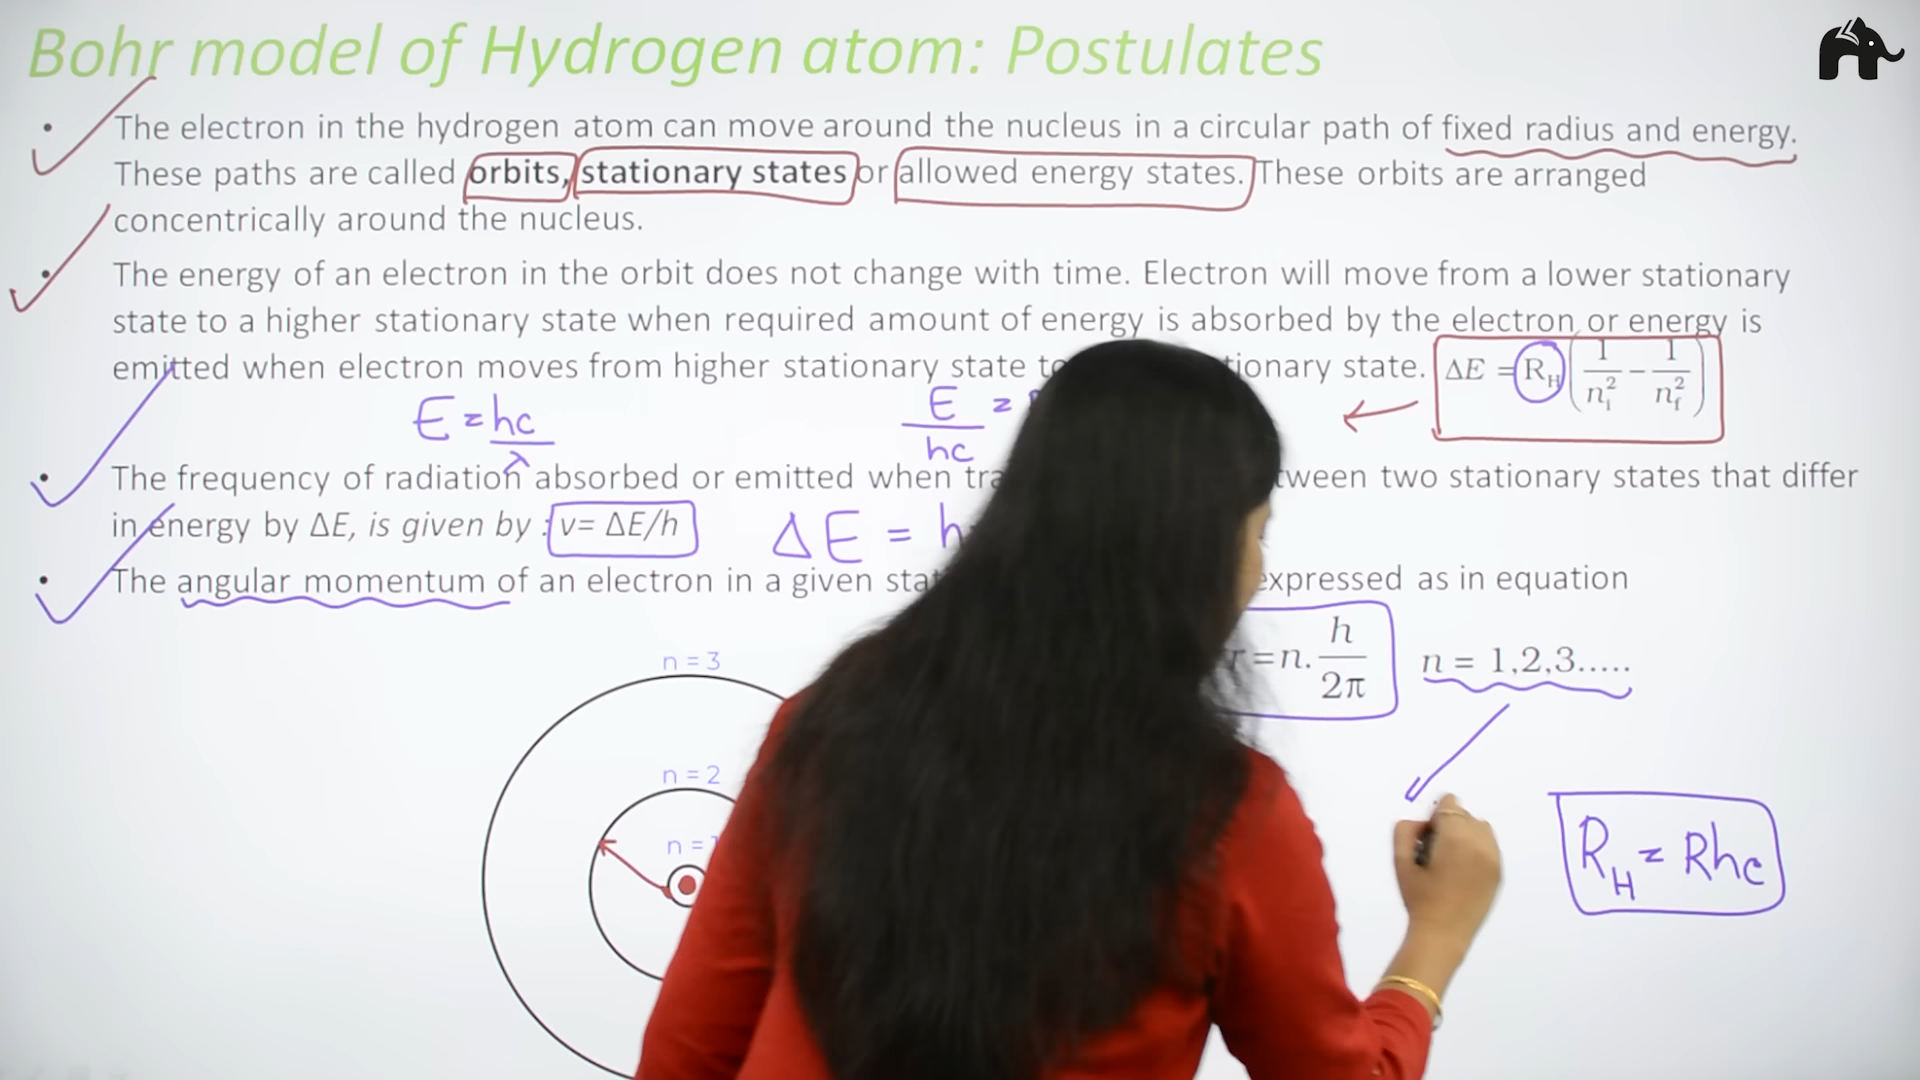 Bohr model of Hydrogen atom: Postulates
• The electron in the hydrogen atom can move around the nucleus in a circular path of fixed radius and energy.
These paths are called orbits, stationary states or allowed energy states. These orbits are arranged
concentrically around the nucleus.
• The energy of an electron in the orbit does not change with time. Electron will move from a lower stationary
state to a higher stationary state when required amount of energy is absorbed by the electron or energy is
emitted when electron moves from higher stationary state state. ΔE = R_H (1/n_i² − 1/n_f²)
E = hc/λ
E/hc =
• The frequency of radiation absorbed or emitted when two stationary states that differ
in energy by ΔE, is given by : ν= ΔE/h
ΔE = h
• The angular momentum of an electron in a given expressed as in equation
r=n. h/2π n = 1,2,3.....
n = 3
n = 2
n =
R_H = Rhc